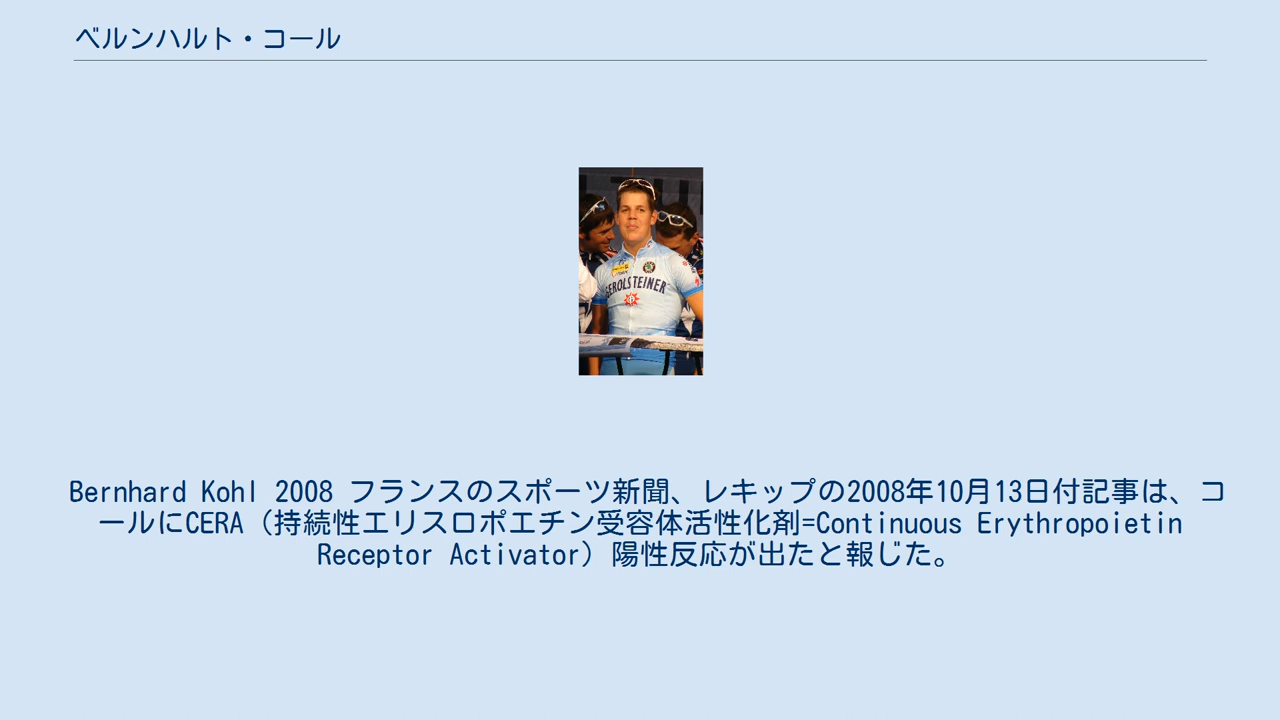 ベルンハルト・コール
GEROLSTEINER
Bernhard Kohl 2008 フランスのスポーツ新聞、レキップの2008年10月13日付記事は、コ
ールにCERA（持続性エリスロポエチン受容体活性化剤=Continuous Erythropoietin
Receptor Activator）陽性反応が出たと報じた。